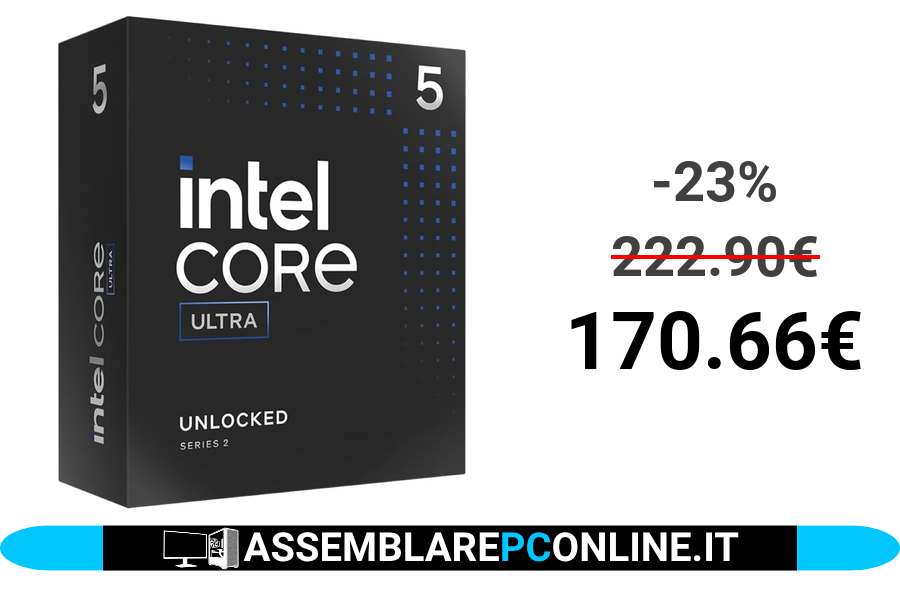 5
intel
CORE
ULTRA
UNLOCKED
SERIES 2
5
intel CORE ULTRA
-23%
222.90€
170.66€
ASSEMBLAREPCONLINE.IT